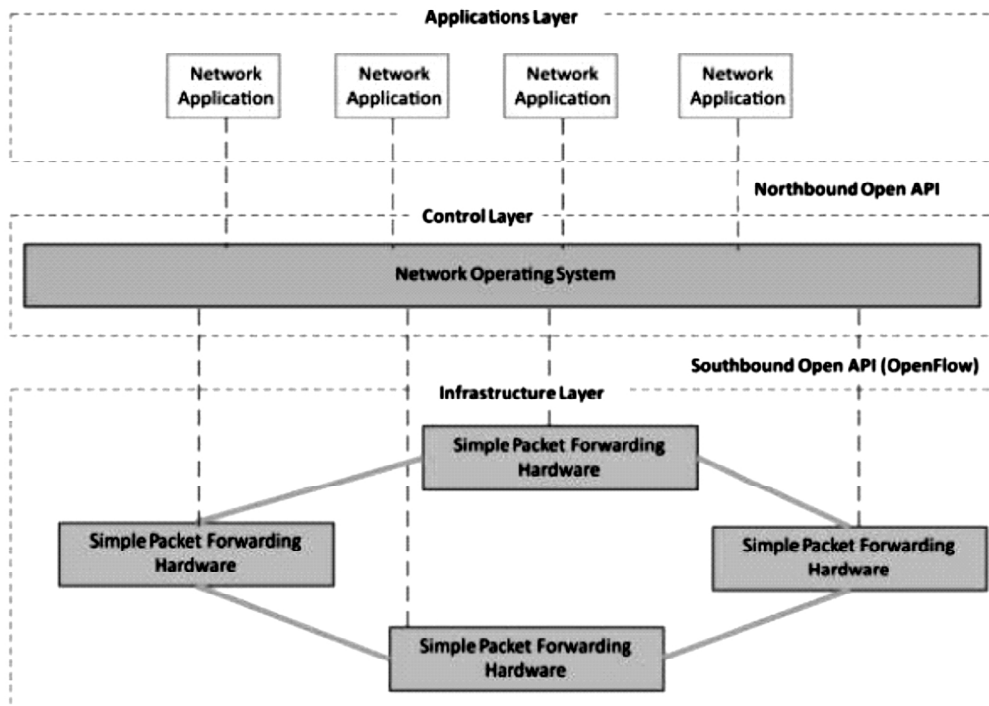 Applications Layer
Network
Application
Network
Application
Network
Application
Network
Application
Northbound Open API
Control Layer
Network Operating System
Southbound Open API (OpenFlow)
Infrastructure Layer
Simple Packet Forwarding
Hardware
Simple Packet Forwarding
Hardware
Simple Packet Forwarding
Hardware
Simple Packet Forwarding
Hardware